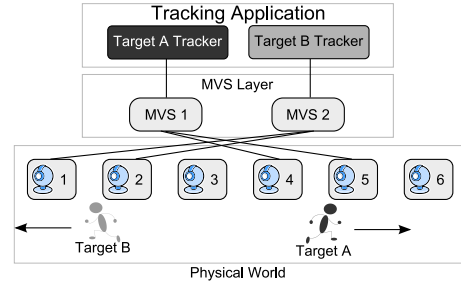 Tracking Application
Target A Tracker
Target B Tracker
MVS Layer
MVS 1
MVS 2
1
2
3
4
5
6
Target B
Target A
Physical World